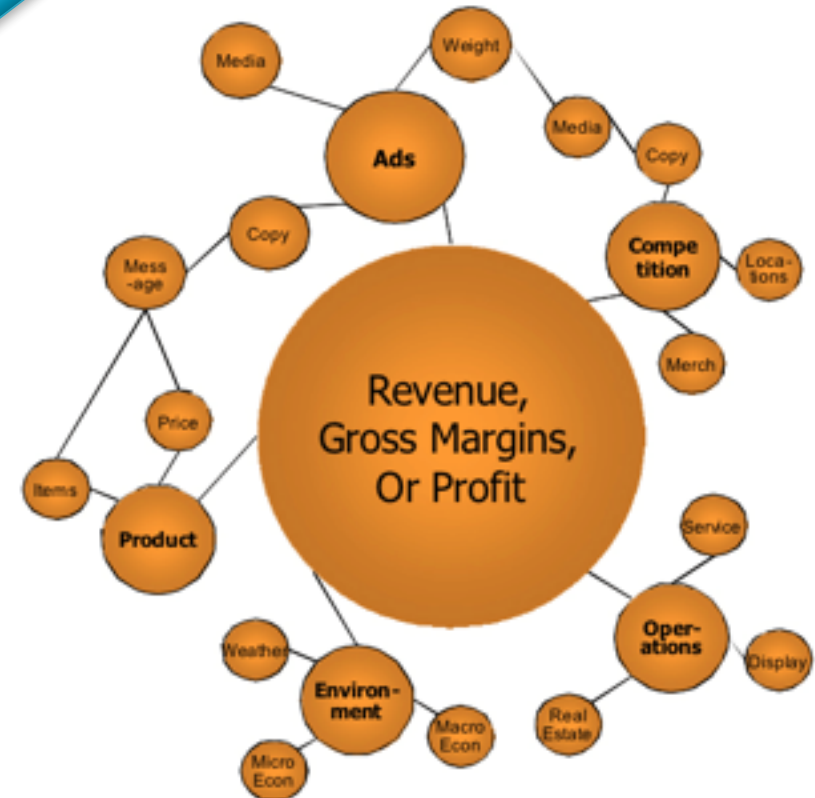 Weight
Media
Media
Copy
Ads
Copy
Compe
tition
Loca-
tions
Mess
-age
Merch
Revenue,
Gross Margins,
Or Profit
Price
Items
Product
Service
Oper-
ations
Display
Real
Estate
Weather
Environ-
ment
Macro
Econ
Micro
Econ